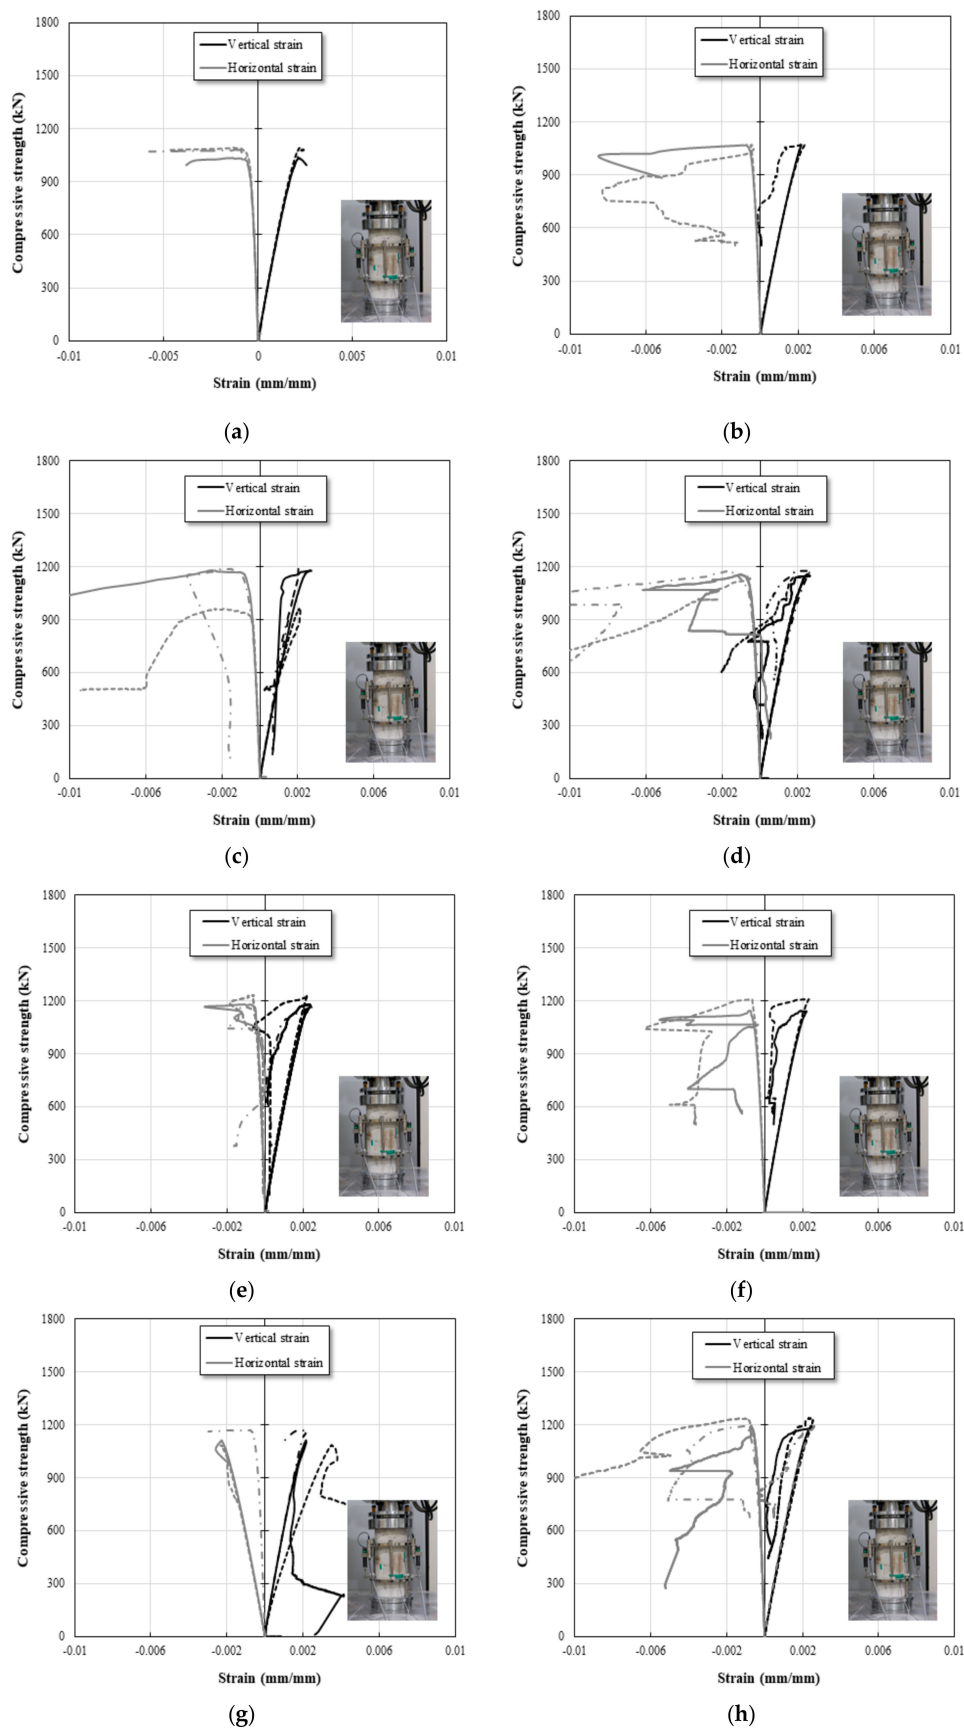 1800
1500
1200
900
600
300
0
Compressive strength (kN)
Vertical strain
Horizontal strain
-0.01
-0.005
0
0.005
0.01
Strain (mm/mm)
(a)
1800
1500
1200
900
600
300
0
Compressive strength (kN)
Vertical strain
Horizontal strain
-0.01
-0.006
-0.002
0.002
0.006
0.01
Strain (mm/mm)
(b)
1800
1500
1200
900
600
300
0
Compressive strength (kN)
Vertical strain
Horizontal strain
-0.01
-0.006
-0.002
0.002
0.006
0.01
Strain (mm/mm)
(c)
1800
1500
1200
900
600
300
0
Compressive strength (kN)
Vertical strain
Horizontal strain
-0.01
-0.006
-0.002
0.002
0.006
0.01
Strain (mm/mm)
(d)
1800
1500
1200
900
600
300
0
Compressive strength (kN)
Vertical strain
Horizontal strain
-0.01
-0.006
-0.002
0.002
0.006
0.01
Strain (mm/mm)
(e)
1800
1500
1200
900
600
300
0
Compressive strength (kN)
Vertical strain
Horizontal strain
-0.01
-0.006
-0.002
0.002
0.006
0.01
Strain (mm/mm)
(f)
1800
1500
1200
900
600
300
0
Compressive strength (kN)
Vertical strain
Horizontal strain
-0.01
-0.006
-0.002
0.002
0.006
0.01
Strain (mm/mm)
(g)
1800
1500
1200
900
600
300
0
Compressive strength (kN)
Vertical strain
Horizontal strain
-0.01
-0.006
-0.002
0.002
0.006
0.01
Strain (mm/mm)
(h)